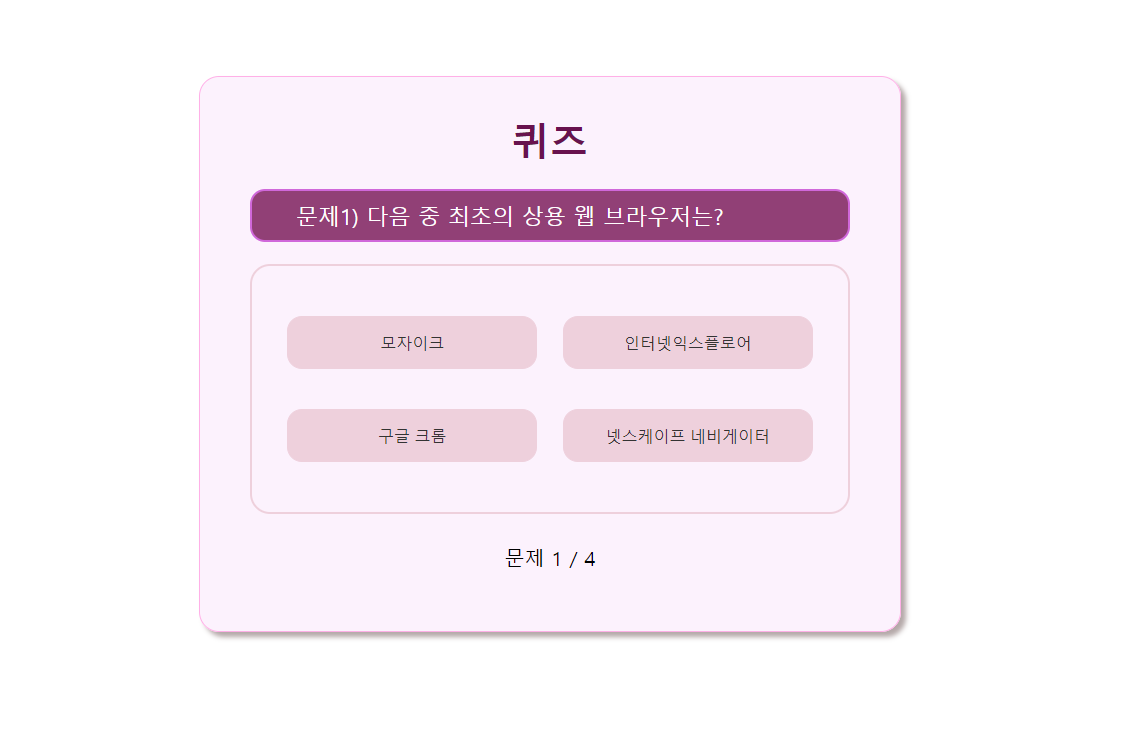 퀴즈
문제1) 다음 중 최초의 상용 웹 브라우저는?
모자이크
인터넷익스플로어
구글 크롬
넷스케이프 네비게이터
문제 1 / 4